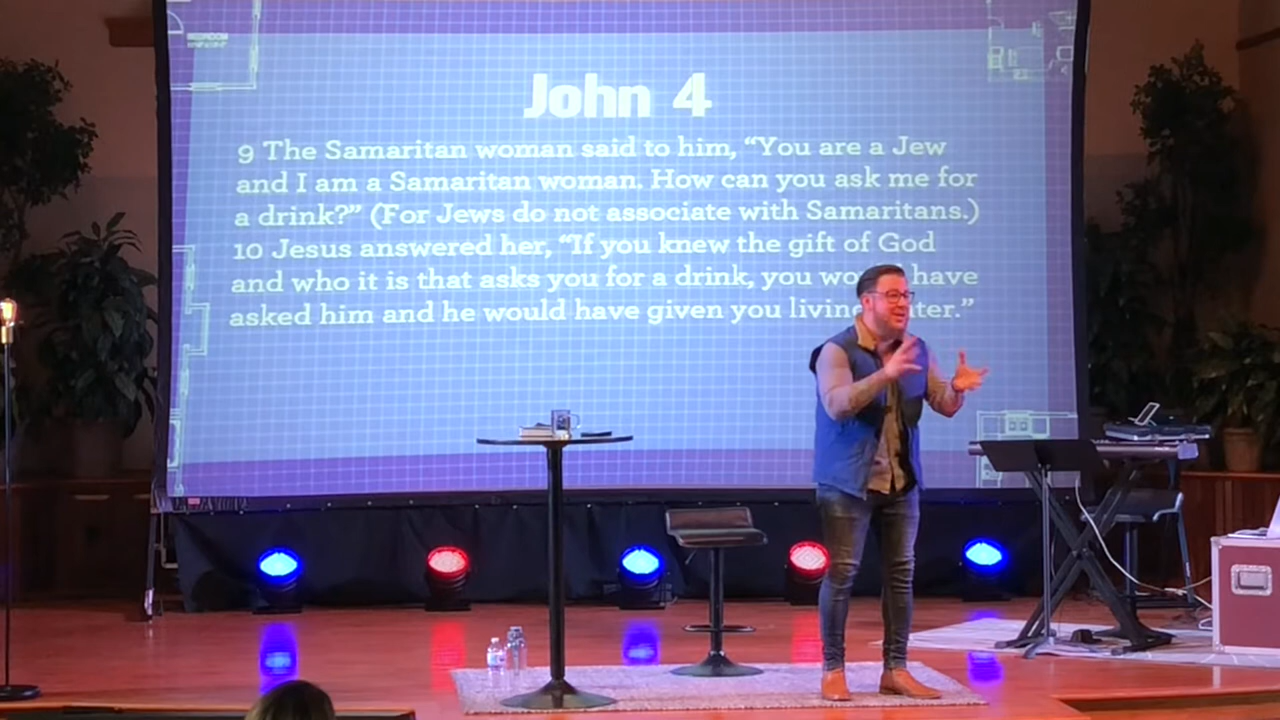 John 4
9 The Samaritan woman said to him, “You are a Jew
and I am a Samaritan woman. How can you ask me for
a drink?” (For Jews do not associate with Samaritans.)
10 Jesus answered her, “If you knew the gift of God
and who it is that asks you for a drink, you have
asked him and he would have given you